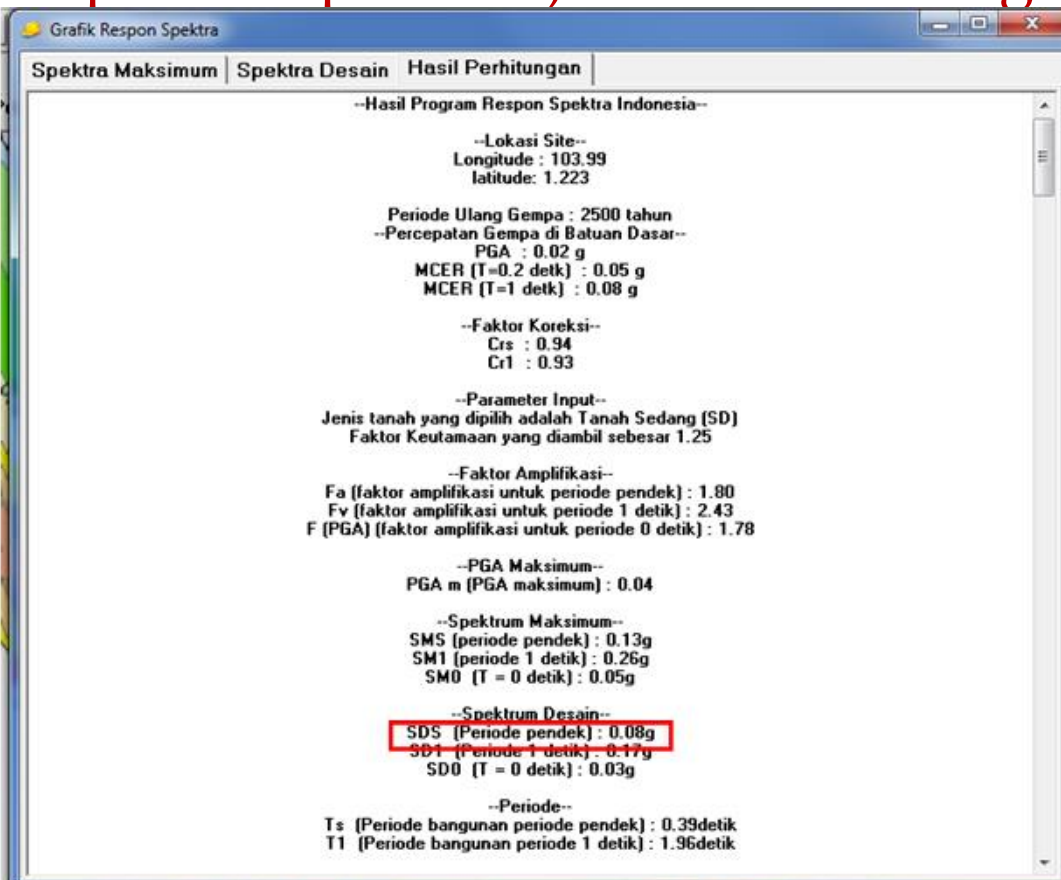 Grafik Respon Spektra
Spektra Maksimum Spektra Desain Hasil Perhitungan
--Hasil Program Respon Spektra Indonesia--
--Lokasi Site--
Longitude : 103.99
latitude: 1.223
Periode Ulang Gempa : 2500 tahun
--Percepatan Gempa di Batuan Dasar--
PGA : 0.02 g
MCER (T=0.2 detk) : 0.05 g
MCER (T=1 detk) : 0.08 g
--Faktor Koreksi--
Crs : 0.94
Cr1 : 0.93
--Parameter Input--
Jenis tanah yang dipilih adalah Tanah Sedang (SD)
Faktor Keutamaan yang diambil sebesar 1.25
--Faktor Amplifikasi--
Fa (faktor amplifikasi untuk periode pendek) : 1.80
Fv (faktor amplifikasi untuk periode 1 detik) : 2.43
F (PGA) (faktor amplifikasi untuk periode 0 detik) : 1.78
--PGA Maksimum--
PGA m (PGA maksimum) : 0.04
--Spektrum Maksimum--
SMS (periode pendek) : 0.13g
SM1 (periode 1 detik) : 0.26g
SM0 (T = 0 detik) : 0.05g
--Spektrum Desain--
SDS (Periode pendek) : 0.08g
SD1 (Periode 1 detik) : 0.17g
SD0 (T = 0 detik) : 0.03g
--Periode--
Ts (Periode bangunan periode pendek) : 0.39detik
T1 (Periode bangunan periode 1 detik) : 1.96detik